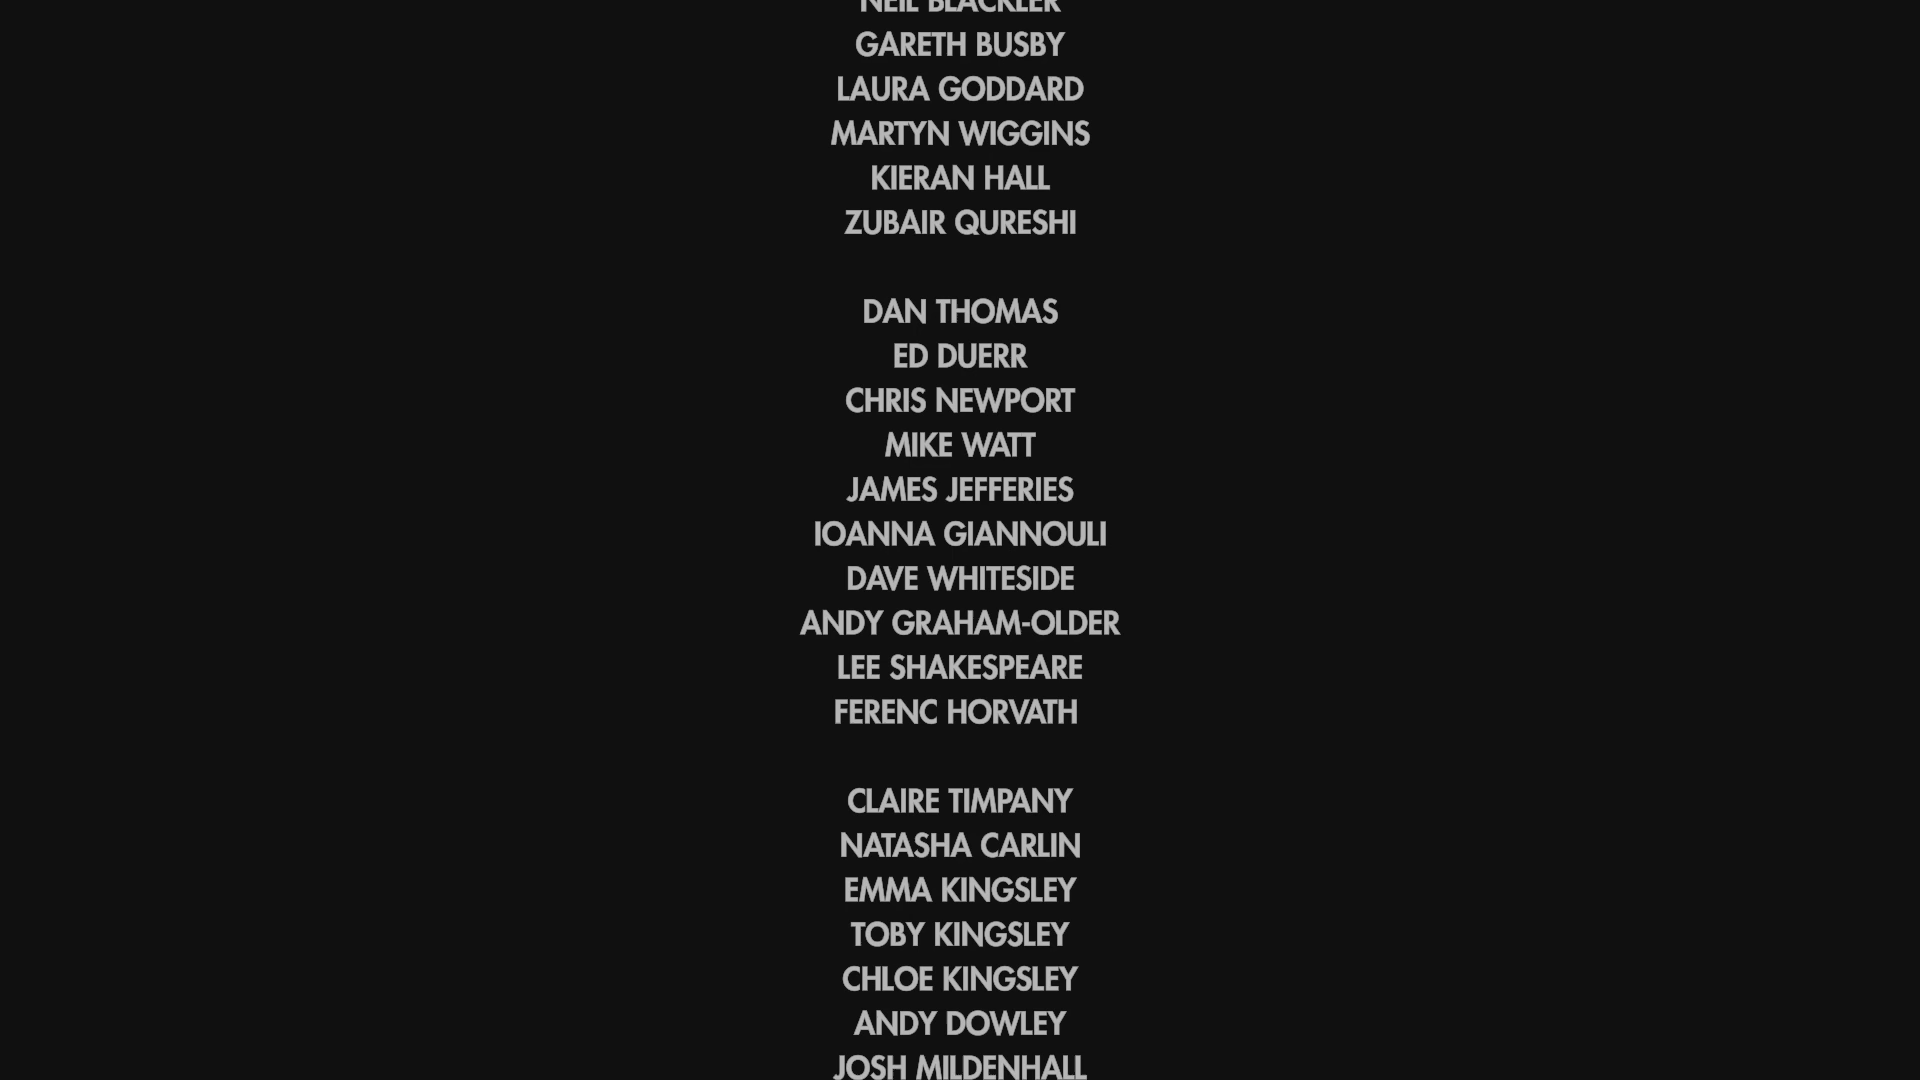 NEIL BLACKLER
GARETH BUSBY
LAURA GODDARD
MARTYN WIGGINS
KIERAN HALL
ZUBAIR QURESHI
DAN THOMAS
ED DUERR
CHRIS NEWPORT
MIKE WATT
JAMES JEFFERIES
IOANNA GIANNOULI
DAVE WHITESIDE
ANDY GRAHAM-OLDER
LEE SHAKESPEARE
FERENC HORVATH
CLAIRE TIMPANY
NATASHA CARLIN
EMMA KINGSLEY
TOBY KINGSLEY
CHLOE KINGSLEY
ANDY DOWLEY
JOSH MILDENHALL